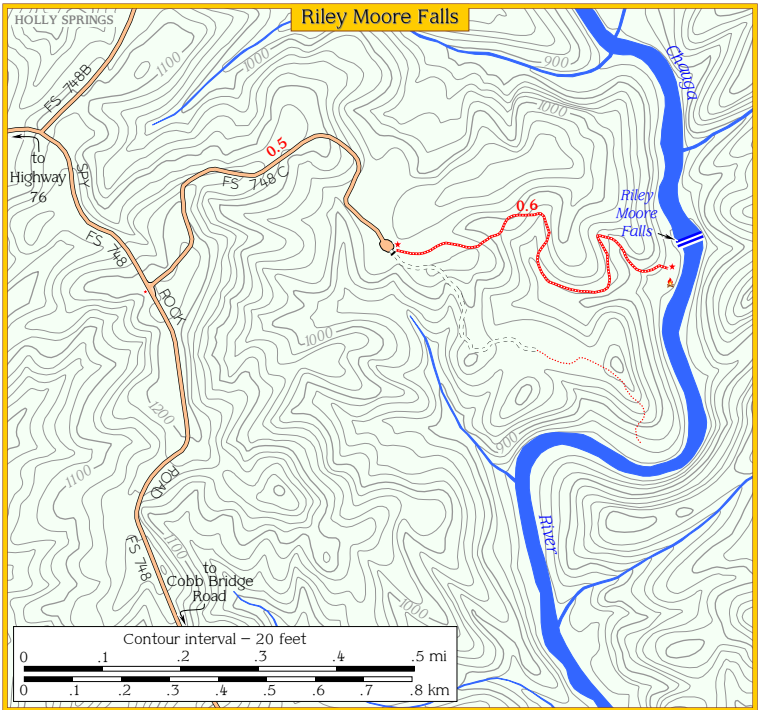 Riley Moore Falls
HOLLY SPRINGS
1100
1000
900
Chauga
FS 748B
1000
to
Highway
76
SPY
0.5
FS 748 C
0.6
Riley
Moore
Falls
FS 748
ROCK
1000
1200
900
1100
ROAD
River
1100
FS 748
to
Cobb Bridge
Road
1000
Contour interval – 20 feet
0 .1 .2 .3 .4 .5 mi
0 .1 .2 .3 .4 .5 .6 .7 .8 km